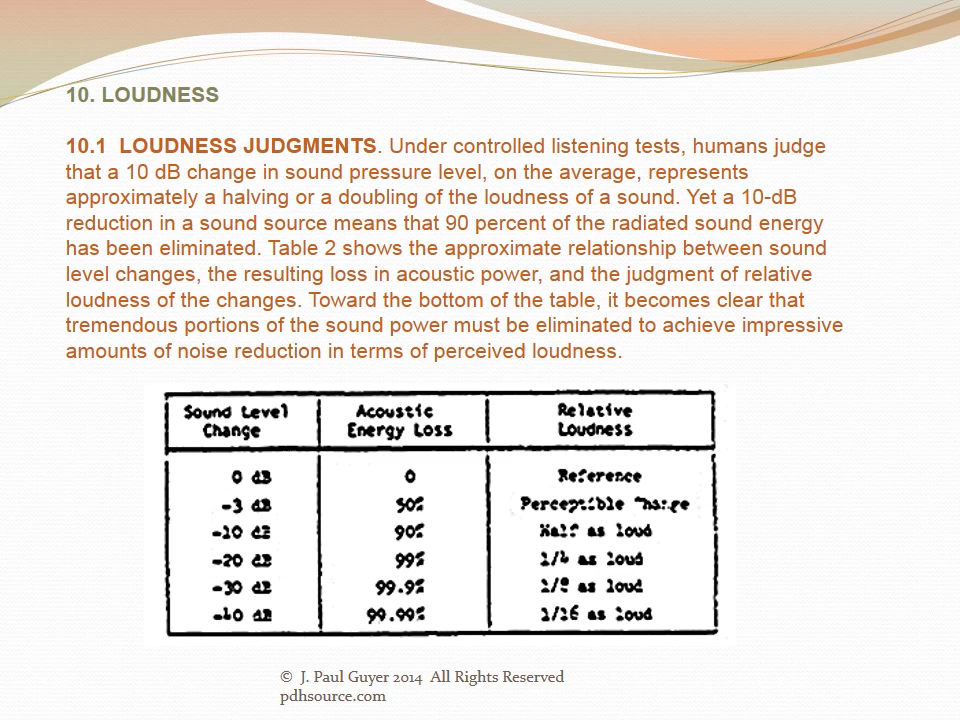 10. LOUDNESS
10.1 LOUDNESS JUDGMENTS. Under controlled listening tests, humans judge
that a 10 dB change in sound pressure level, on the average, represents
approximately a halving or a doubling of the loudness of a sound. Yet a 10-dB
reduction in a sound source means that 90 percent of the radiated sound energy
has been eliminated. Table 2 shows the approximate relationship between sound
level changes, the resulting loss in acoustic power, and the judgment of relative
loudness of the changes. Toward the bottom of the table, it becomes clear that
tremendous portions of the sound power must be eliminated to achieve impressive
amounts of noise reduction in terms of perceived loudness.
Sound Level Change Acoustic Energy Loss Relative Loudness
0 dB 0 Reference
-3 dB 50% Perceptible Change
-10 dB 90% Half as loud
-20 dB 99% 1/4 as loud
-30 dB 99.9% 1/8 as loud
-40 dB 99.99% 1/16 as loud
© J. Paul Guyer 2014 All Rights Reserved
pdhsource.com